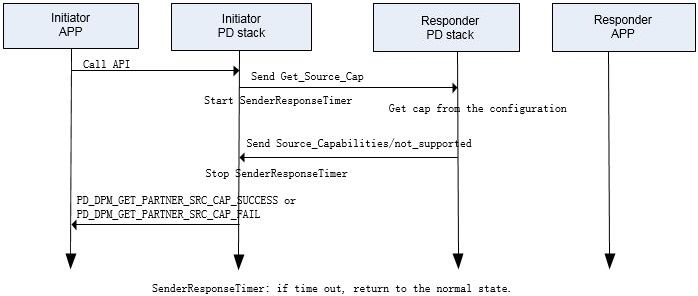 Initiator
APP
Initiator
PD stack
Responder
PD stack
Responder
APP
Call API
Send Get_Source_Cap
Start SenderResponseTimer
Get cap from the configuration
Send Source_Capabilities/not_supported
Stop SenderResponseTimer
PD_DPM_GET_PARTNER_SRC_CAP_SUCCESS or
PD_DPM_GET_PARTNER_SRC_CAP_FAIL
SenderResponseTimer: if time out, return to the normal state.